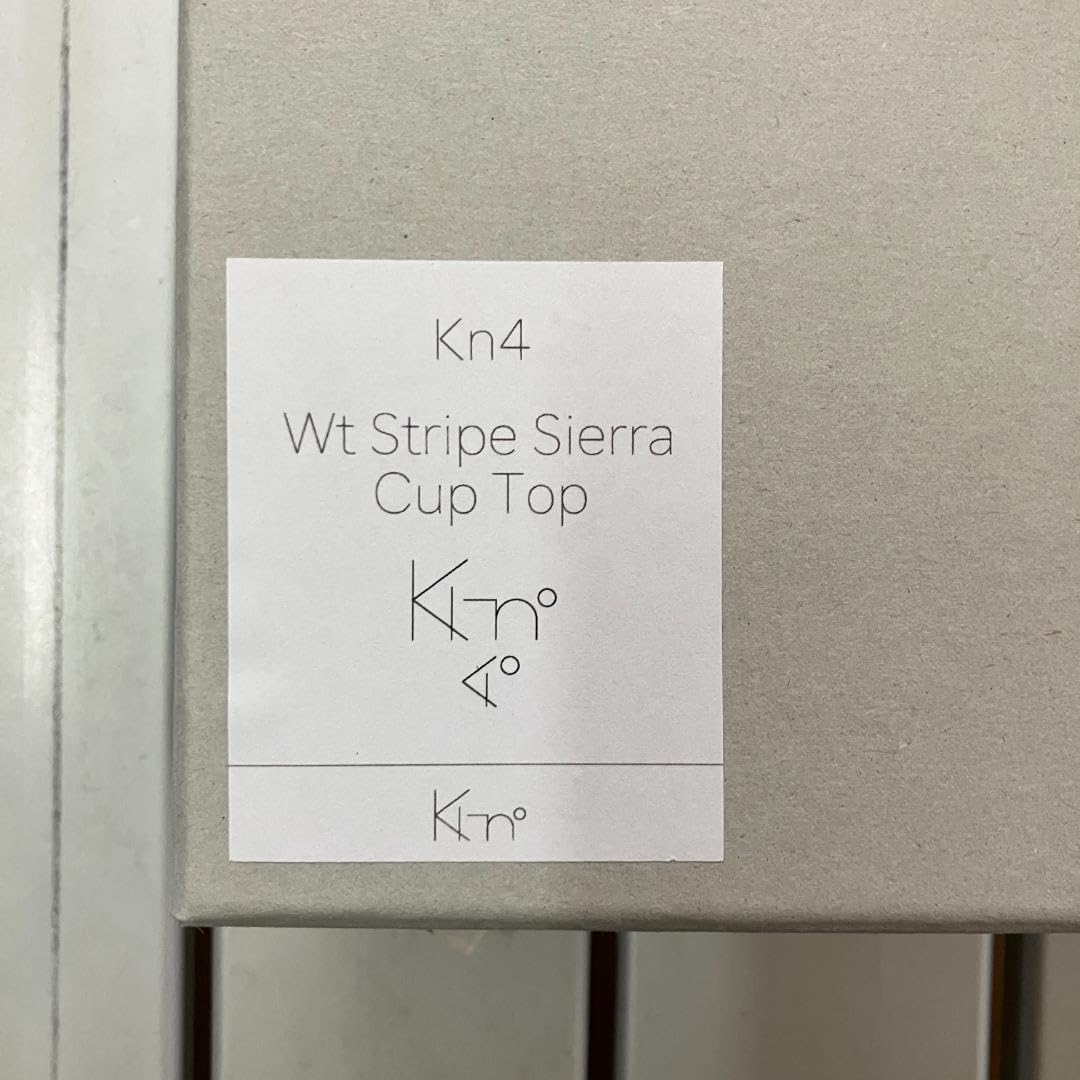 Kn4
Wt Stripe Sierra
Cup Top